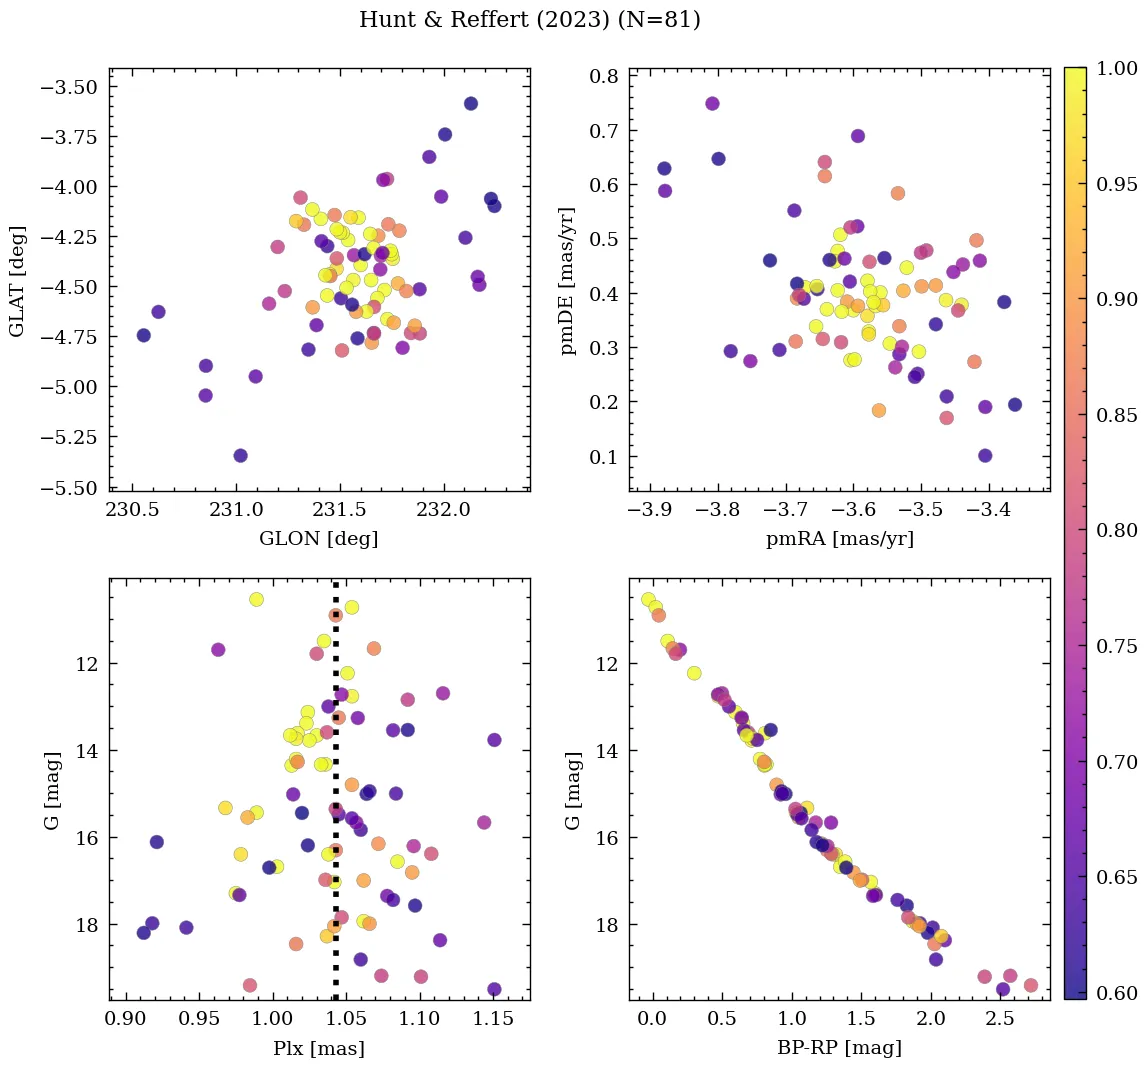 Hunt & Reffert (2023) (N=81)
−3.50
−3.75
−4.00
−4.25
−4.50
−4.75
−5.00
−5.25
−5.50
GLAT [deg]
230.5 231.0 231.5 232.0
GLON [deg]
0.8
0.7
0.6
0.5
0.4
0.3
0.2
0.1
pmDE [mas/yr]
−3.9 −3.8 −3.7 −3.6 −3.5 −3.4
pmRA [mas/yr]
12
14
16
18
G [mag]
0.90 0.95 1.00 1.05 1.10 1.15
Plx [mas]
12
14
16
18
G [mag]
0.0 0.5 1.0 1.5 2.0 2.5
BP-RP [mag]
1.00
0.95
0.90
0.85
0.80
0.75
0.70
0.65
0.60